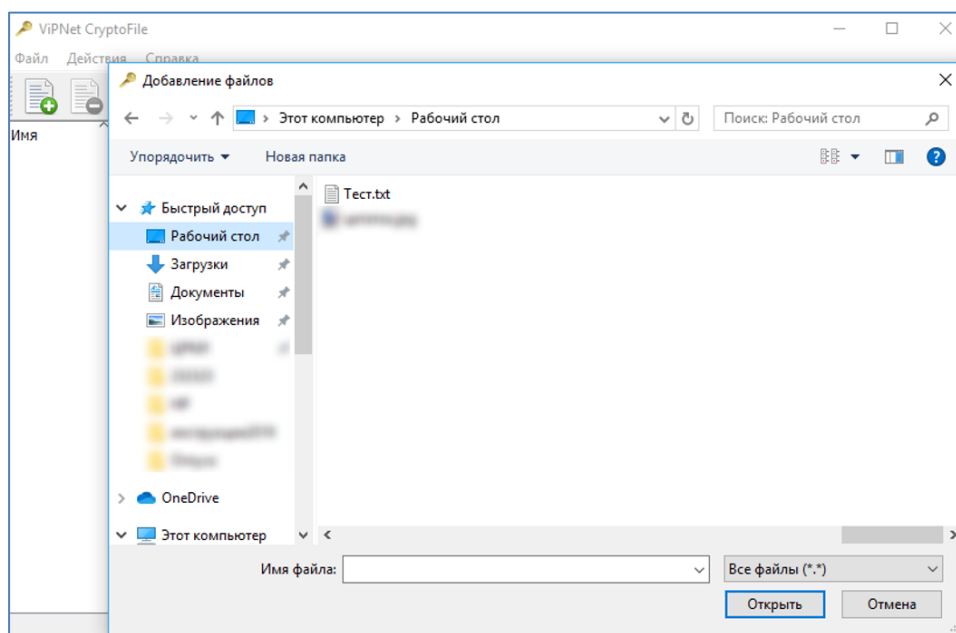 ViPNet CryptoFile
Файл Действия Справка
Добавление файлов
Имя
Этот компьютер > Рабочий стол
Поиск: Рабочий стол
Упорядочить Новая папка
Быстрый доступ
Рабочий стол
Загрузки
Документы
Изображения
OneDrive
Этот компьютер
Тест.txt
Имя файла:
Все файлы (*.*)
Открыть Отмена